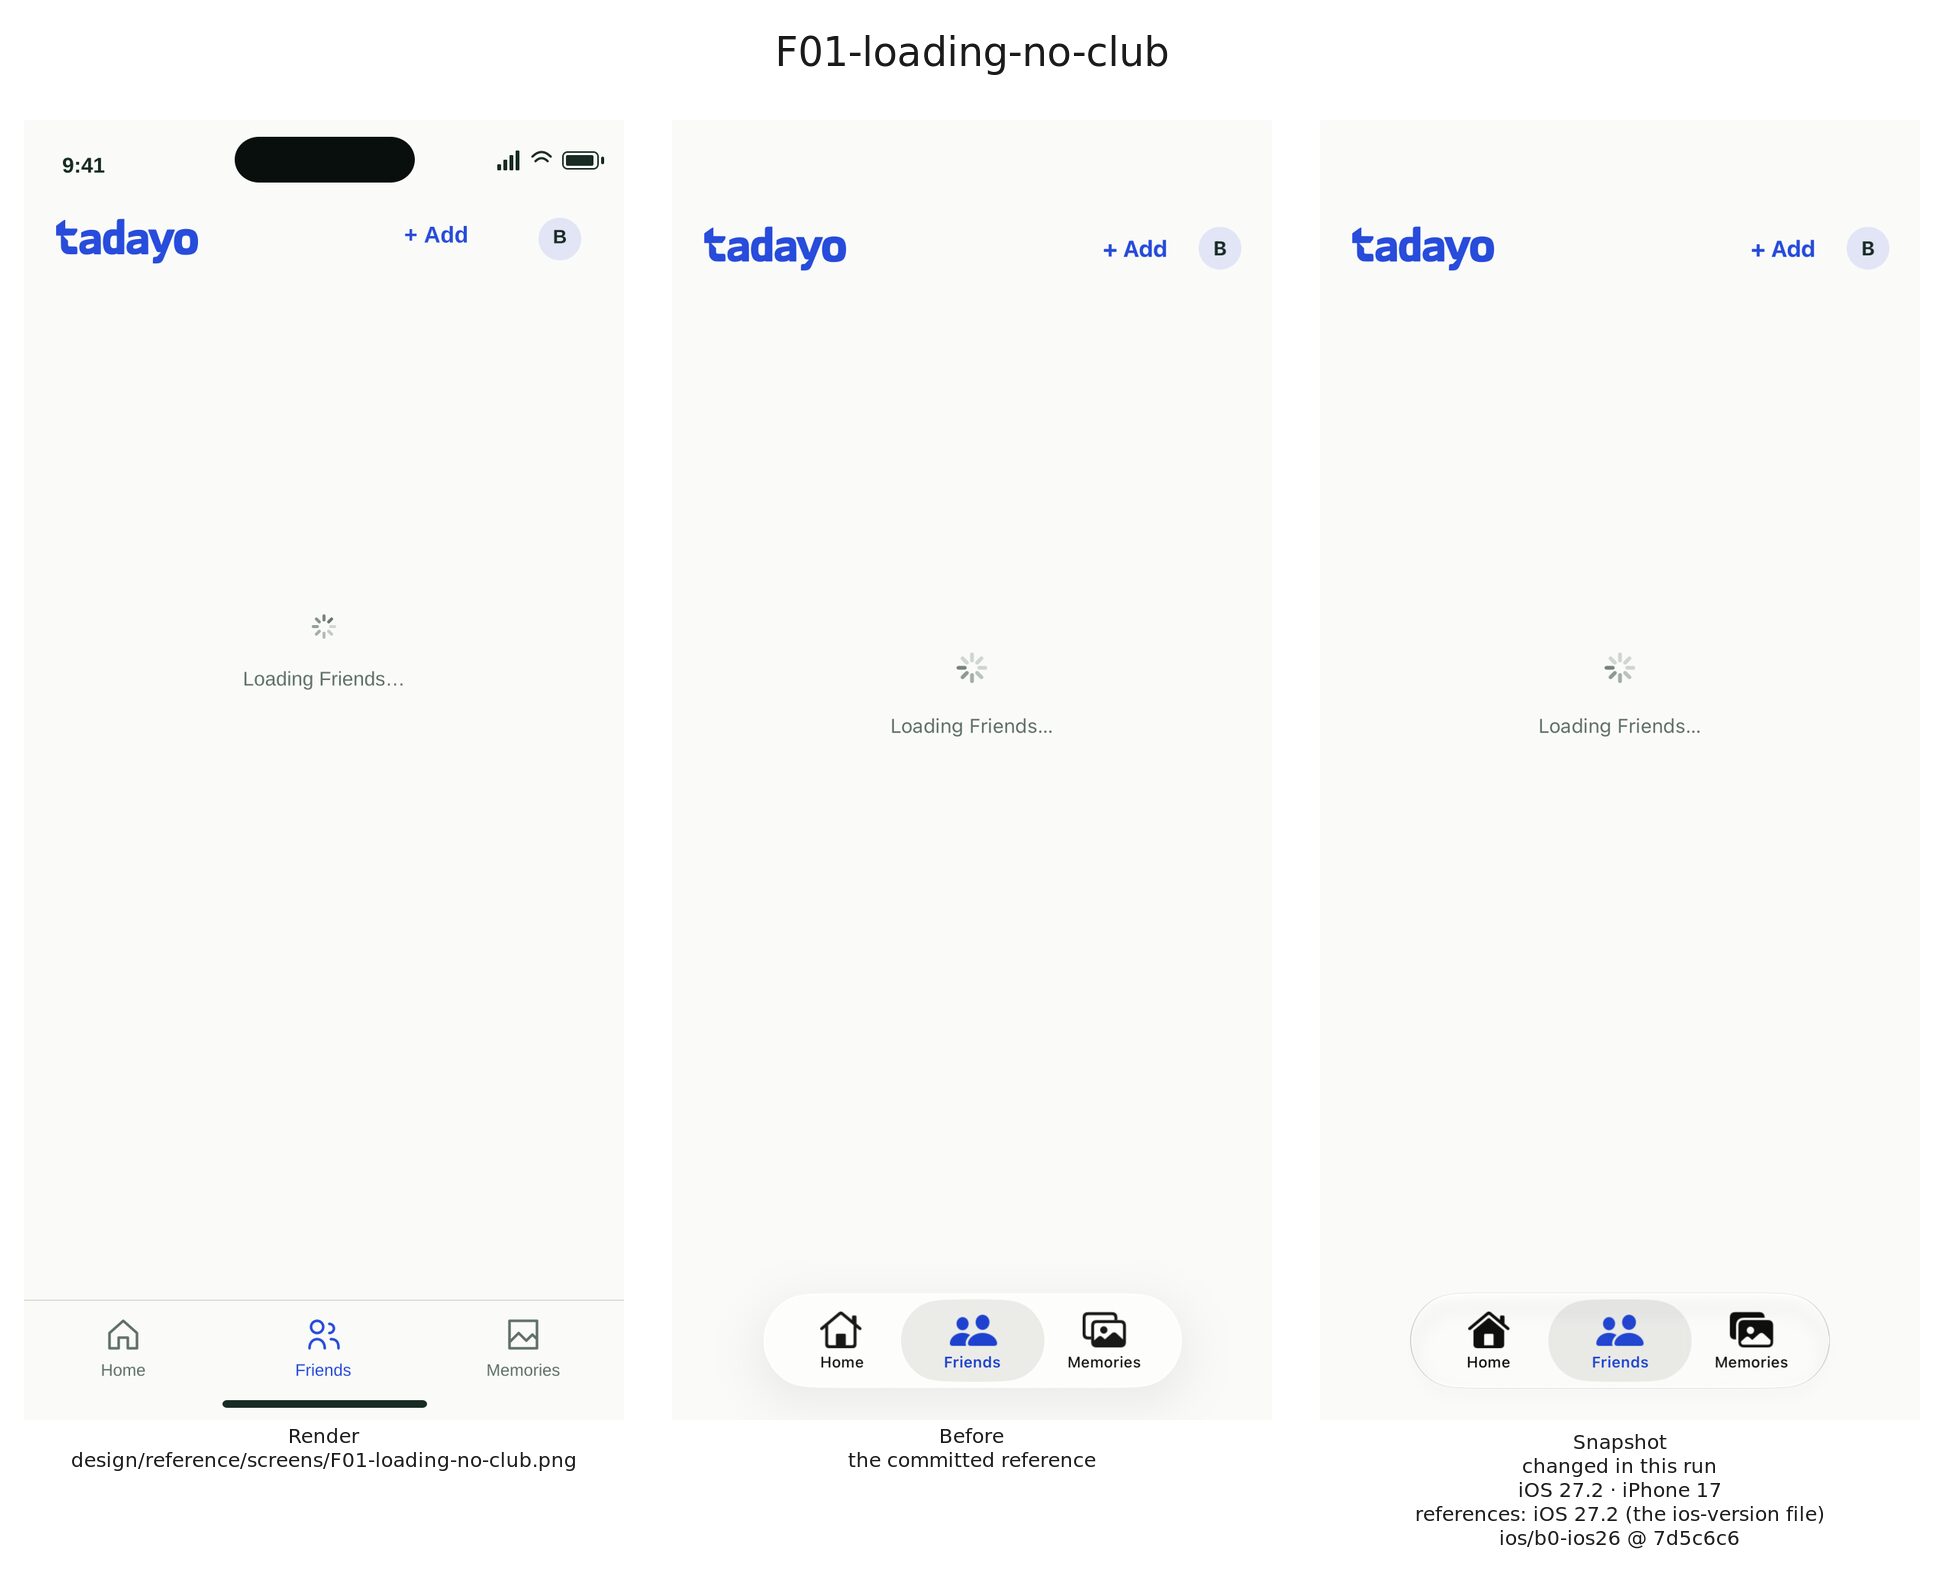 F01-loading-no-club
9:41
tadayo
+ Add
B
Loading Friends...
Home
Friends
Memories
Render
design/reference/screens/F01-loading-no-club.png
tadayo
+ Add
B
Loading Friends...
Home
Friends
Memories
Before
the committed reference
tadayo
+ Add
B
Loading Friends...
Home
Friends
Memories
Snapshot
changed in this run
iOS 27.2 · iPhone 17
references: iOS 27.2 (the ios-version file)
ios/b0-ios26 @ 7d5c6c6